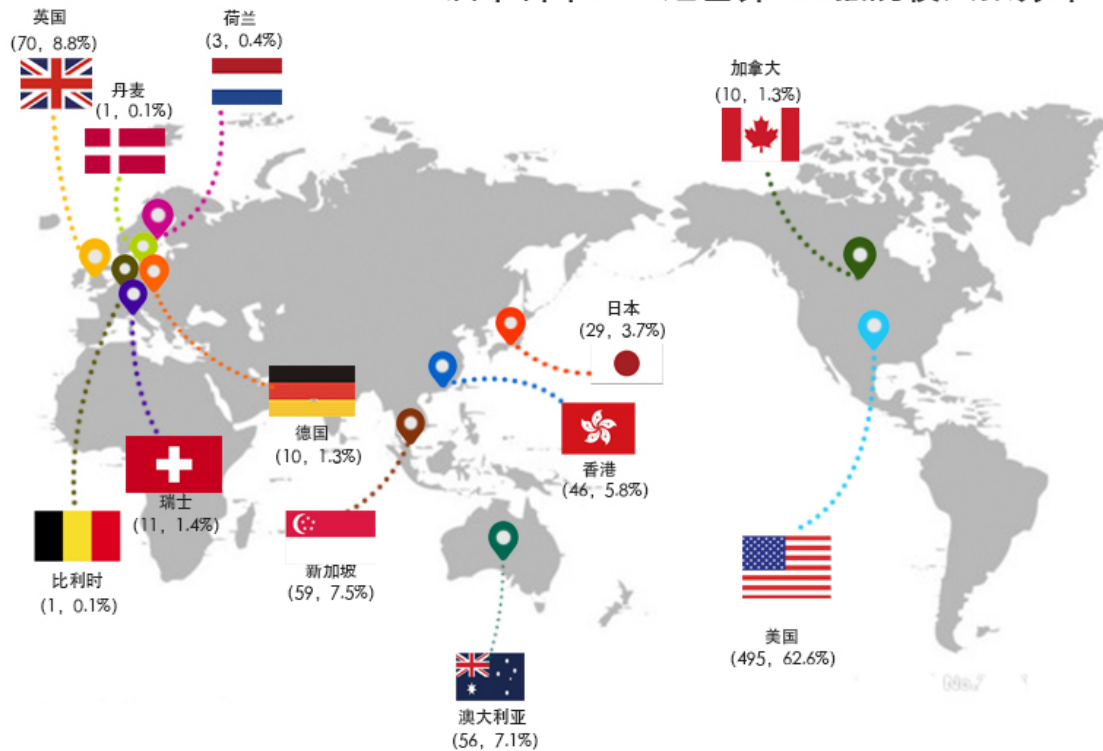 英国
(70, 8.8%)
荷兰
(3, 0.4%)
丹麦
(1, 0.1%)
加拿大
(10, 1.3%)
日本
(29, 3.7%)
德国
(10, 1.3%)
香港
(46, 5.8%)
瑞士
(11, 1.4%)
比利时
(1, 0.1%)
新加坡
(59, 7.5%)
美国
(495, 62.6%)
澳大利亚
(56, 7.1%)